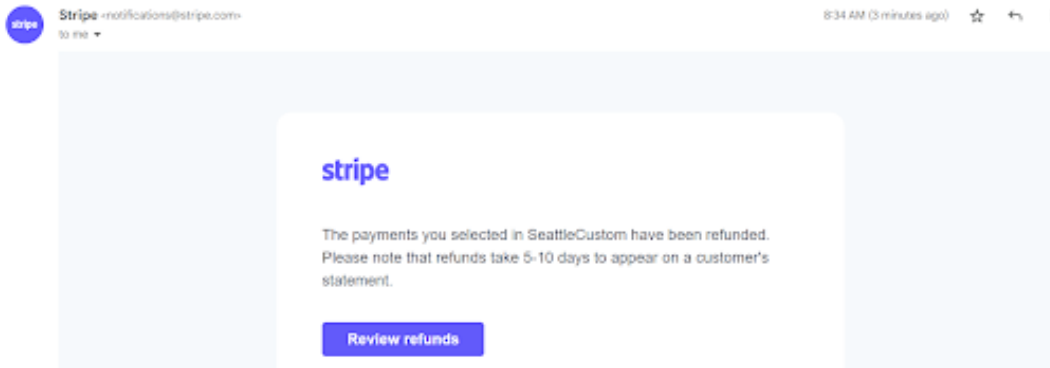 stripe
Stripe <notifications@stripe.com>
8:34 AM (3 minutes ago)
to me
stripe
The payments you selected in SeattleCustom have been refunded.
Please note that refunds take 5-10 days to appear on a customer's
statement.
Review refunds